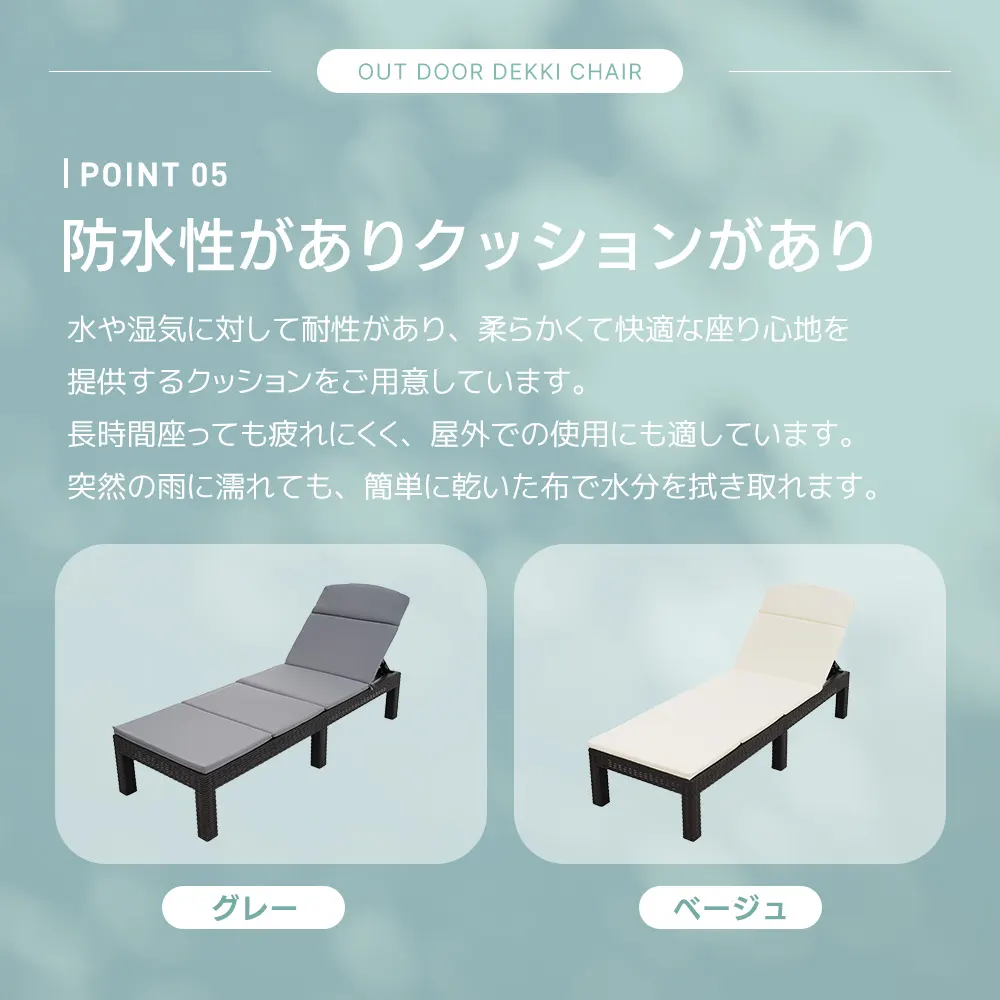 OUT DOOR DEKKI CHAIR
POINT 05
防水性がありクッションがあり
水や湿気に対して耐性があり、柔らかくて快適な座り心地を
提供するクッションをご用意しています。
長時間座っても疲れにくく、屋外での使用にも適しています。
突然の雨に濡れても、簡単に乾いた布で水分を拭き取れます。
グレー
ベージュ